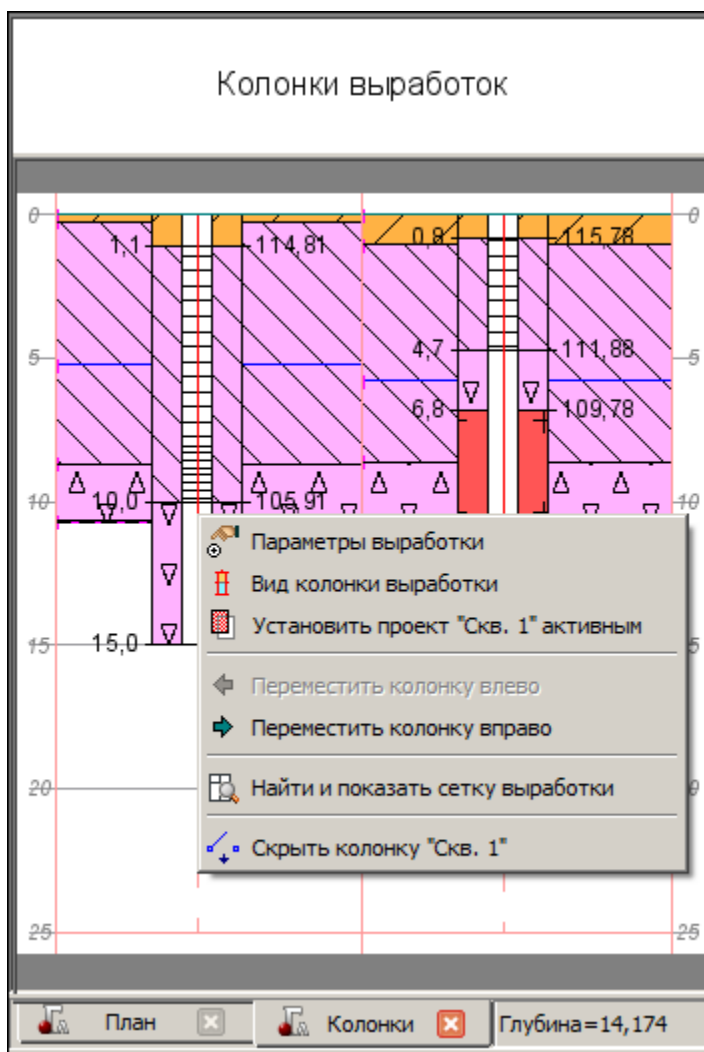 Колонки выработок
0 0
1,1 114,81 0,8 115,78
5 4,7 111,88 5
6,8 109,78
10 10,0 105,91 10
Параметры выработки
Вид колонки выработки
Установить проект "Скв. 1" активным
15 15,0 5
Переместить колонку влево
Переместить колонку вправо
20 Найти и показать сетку выработки 0
Скрыть колонку "Скв. 1"
25 25
План Колонки Глубина=14,174